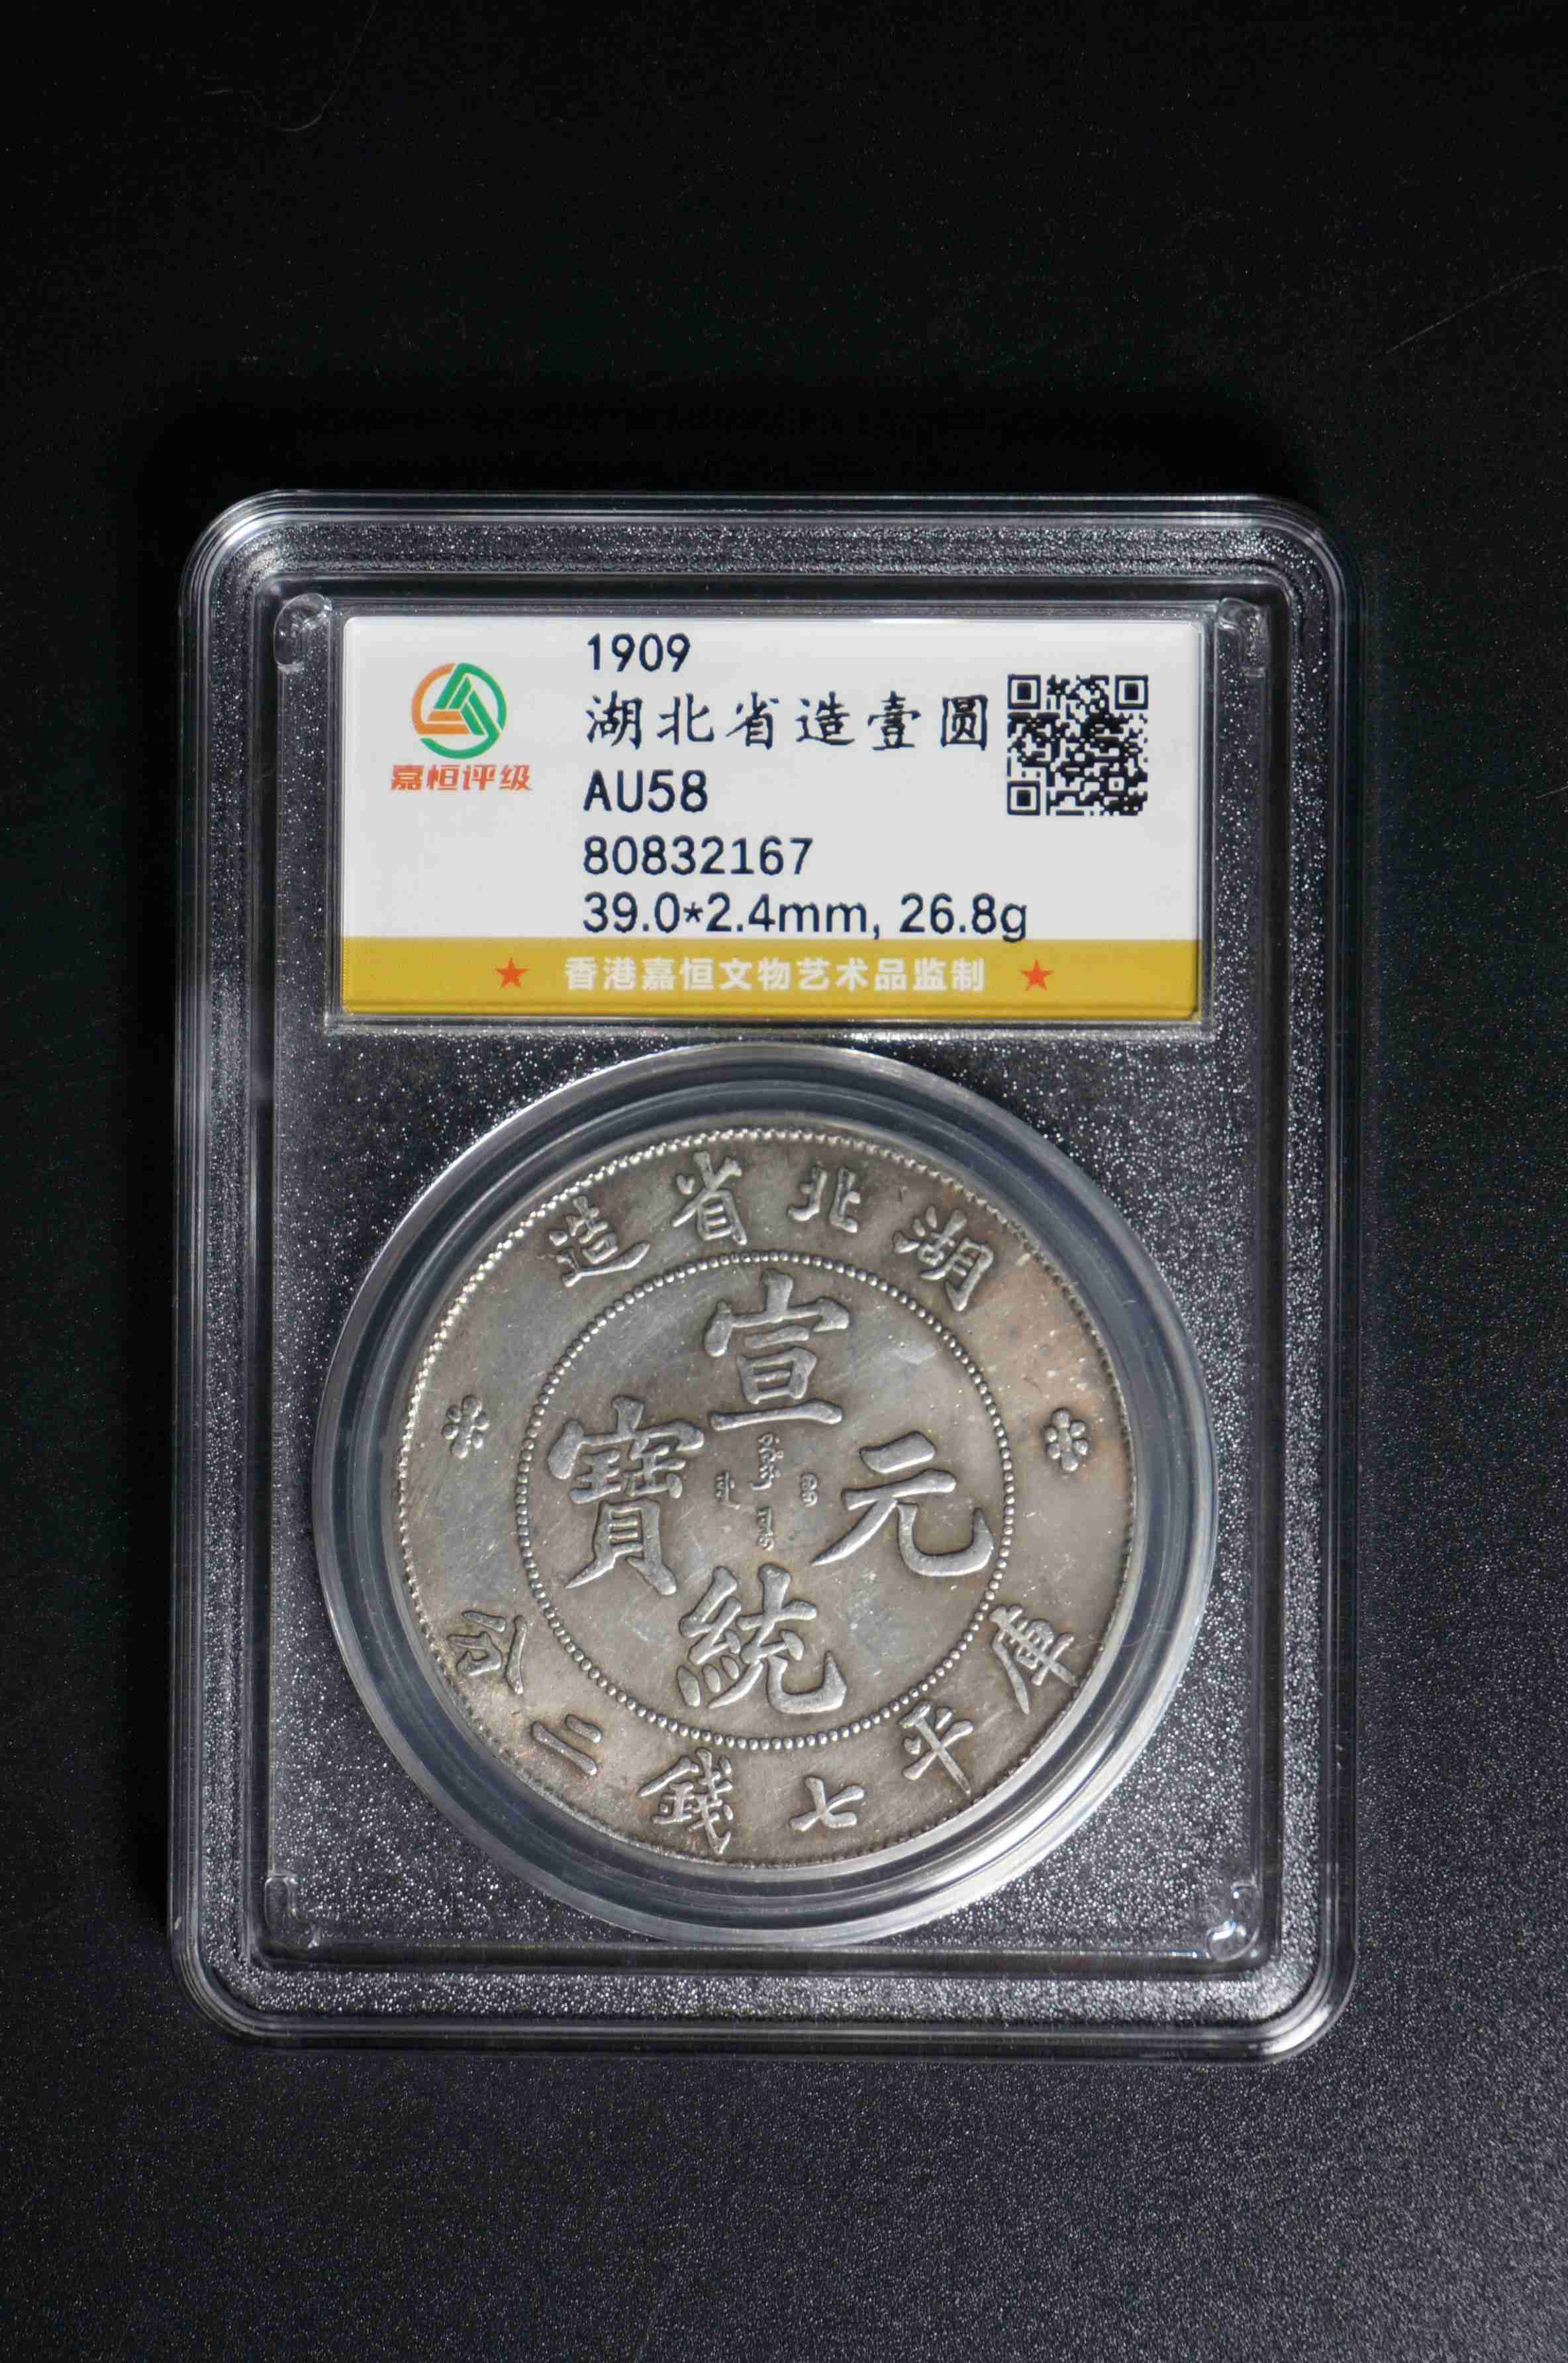 1909
湖北省造壹圆
AU58
80832167
39.0*2.4mm, 26.8g
嘉恒评级
★ 香港嘉恒文物艺术品监制 ★
湖北省造
宣統元寶
庫平七錢二分